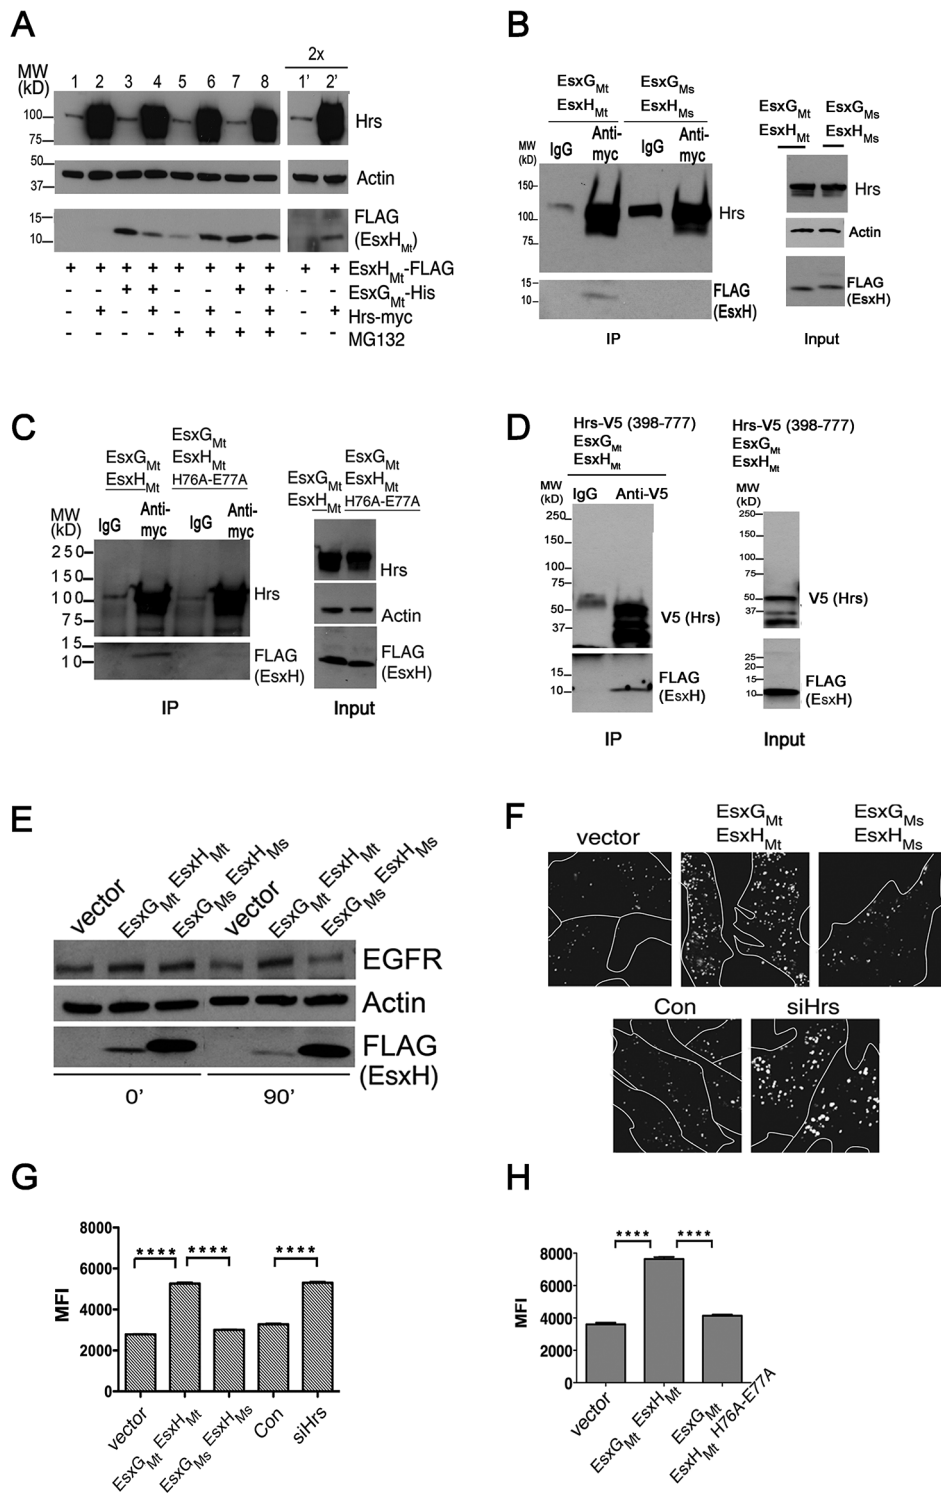 A
2x
MW
(kD)
1 2 3 4 5 6 7 8 1' 2'
100
75
Hrs
50
37
Actin
15
10
FLAG
(EsxHMt)
+ + + + + + + + + + EsxHMt-FLAG
- - + + - - + + - - EsxGMt-His
- + - + - + - + - + Hrs-myc
- - - - + + + + - - MG132
B
EsxGMt EsxGMs
EsxHMt EsxHMs
MW
(kD)
IgG Anti-myc IgG Anti-myc
150
100
75
Hrs
15
10
FLAG
(EsxH)
IP
EsxGMt EsxGMs
EsxHMt EsxHMs
Hrs
Actin
FLAG
(EsxH)
Input
C
EsxGMt
EsxHMt
EsxGMt
EsxHMt
H76A-E77A
MW
(kD)
IgG Anti-myc IgG Anti-myc
250
150
100
75
Hrs
15
10
FLAG
(EsxH)
IP
EsxGMt
EsxHMt
EsxGMt
EsxHMt
H76A-E77A
Hrs
Actin
FLAG
(EsxH)
Input
D
Hrs-V5 (398-777)
EsxGMt
EsxHMt
MW
(kD)
IgG Anti-V5
250
150
100
75
50
37
V5 (Hrs)
15
10
FLAG
(EsxH)
IP
Hrs-V5 (398-777)
EsxGMt
EsxHMt
MW
(kD)
250
150
100
75
50
37
V5 (Hrs)
25
20
15
10
FLAG
(EsxH)
Input
E
vector
EsxGMt EsxHMt
EsxGMs EsxHMs
vector
EsxGMt EsxHMt
EsxGMs EsxHMs
EGFR
Actin
FLAG
(EsxH)
0' 90'
F
vector
EsxGMt
EsxHMt
EsxGMs
EsxHMs
Con siHrs
G
MFI
8000
6000
4000
2000
0
**** **** ****
vector
EsxGMt EsxHMt
EsxGMs EsxHMs
Con
siHrs
H
MFI
8000
6000
4000
2000
0
**** ****
vector
EsxGMt EsxHMt
EsxGMt
EsxHMt H76A-E77A